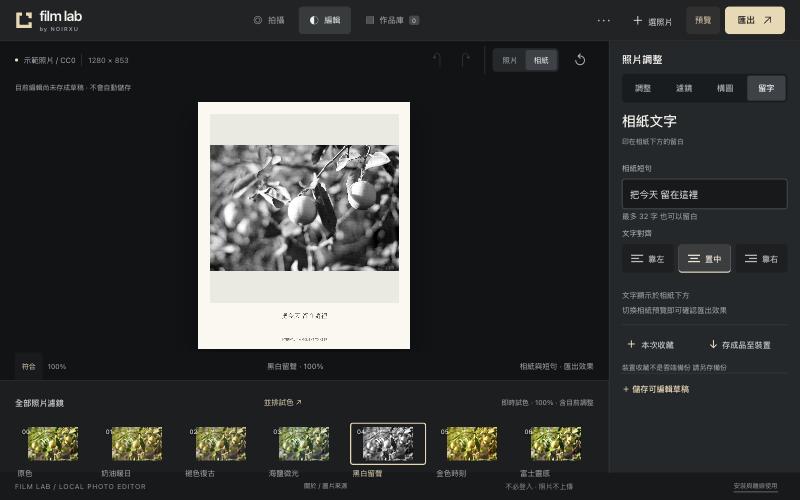 film lab
by NOIRXU
拍攝
編輯
作品庫 0
選照片
預覽
匯出
示範照片 / CC0 1280 × 853
照片 相紙
目前編輯尚未存成草稿 · 不會自動儲存
符合 100%
黑白留聲 · 100%
相紙與短句 · 匯出效果
全部照片濾鏡
並排試色
即時試色 · 100% · 含目前調整
00 原色
01 奶油暖日
02 褪色復古
03 海鹽微光
04 黑白留聲
05 金色時刻
06 富士靈感
照片調整
調整 濾鏡 構圖 留字
相紙文字
印在相紙下方的留白
相紙短句
把今天 留在這裡
最多 32 字 也可以留白
文字對齊
靠左 置中 靠右
文字顯示於相紙下方
切換相紙預覽即可確認匯出效果
本次收藏
存成品至裝置
裝置收藏不是雲端備份 請另存備份
+ 儲存可編輯草稿
FILM LAB / LOCAL PHOTO EDITOR
關於 / 圖片來源
不必登入 · 照片不上傳
安裝與離線使用